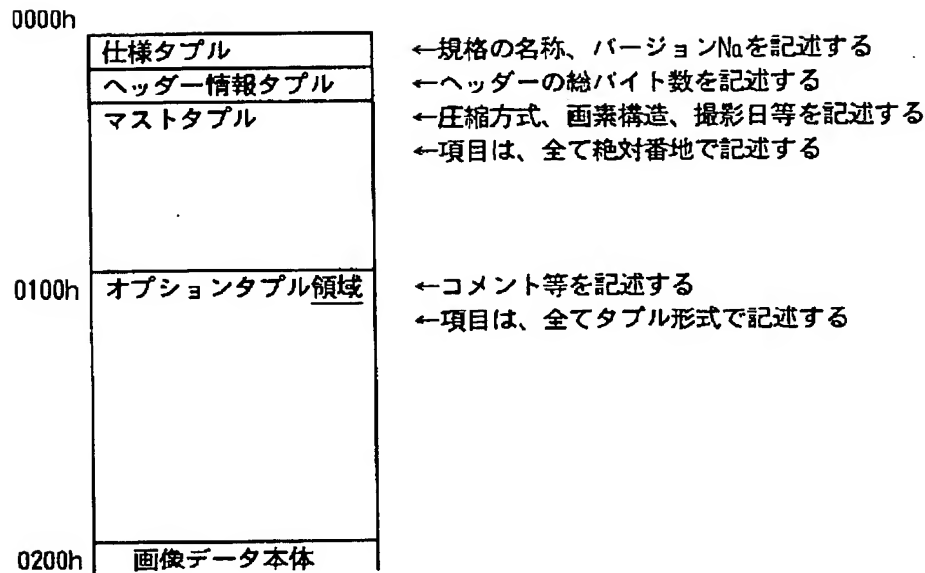 0000h
仕様タプル ←規格の名称、バージョン№を記述する
ヘッダー情報タプル ←ヘッダーの総バイト数を記述する
マストタプル ←圧縮方式、画素構造、撮影日等を記述する
←項目は、全て絶対番地で記述する
0100h オプションタプル領域 ←コメント等を記述する
←項目は、全てタプル形式で記述する
0200h 画像データ本体